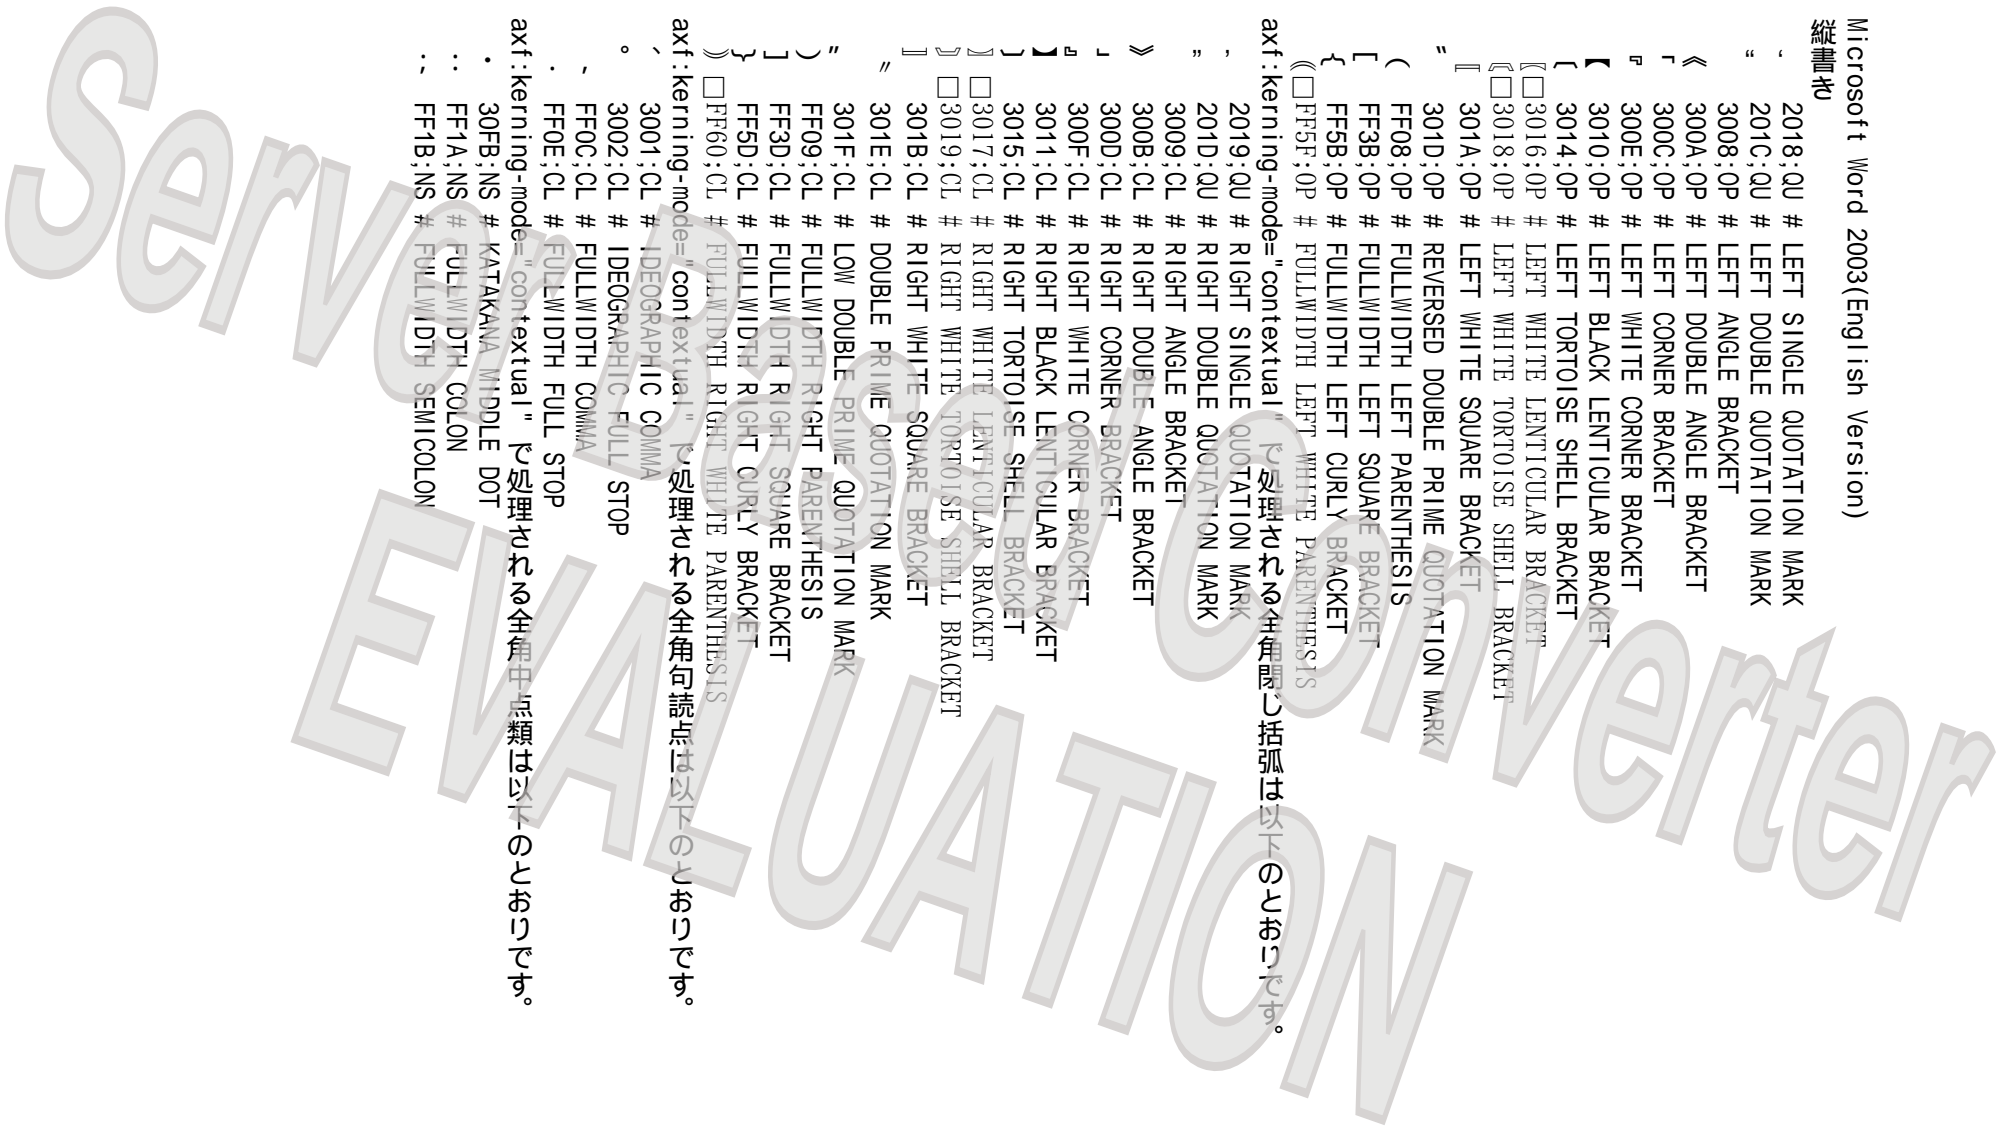 Microsoft Word 2003(English Version)
縦書き
‘ 2018;QU # LEFT SINGLE QUOTATION MARK
“ 201C;QU # LEFT DOUBLE QUOTATION MARK
〈 3008;OP # LEFT ANGLE BRACKET
《 300A;OP # LEFT DOUBLE ANGLE BRACKET
「 300C;OP # LEFT CORNER BRACKET
『 300E;OP # LEFT WHITE CORNER BRACKET
【 3010;OP # LEFT BLACK LENTICULAR BRACKET
〔 3014;OP # LEFT TORTOISE SHELL BRACKET
〖□3016;OP # LEFT WHITE LENTICULAR BRACKET
〘□3018;OP # LEFT WHITE TORTOISE SHELL BRACKET
〚 301A;OP # LEFT WHITE SQUARE BRACKET
〝 301D;OP # REVERSED DOUBLE PRIME QUOTATION MARK
（ FF08;OP # FULLWIDTH LEFT PARENTHESIS
［ FF3B;OP # FULLWIDTH LEFT SQUARE BRACKET
｛ FF5B;OP # FULLWIDTH LEFT CURLY BRACKET
｟□FF5F;OP # FULLWIDTH LEFT WHITE PARENTHESIS
axf:kerning-mode="contextual" で処理される全角閉じ括弧は以下のとおりです。
’ 2019;QU # RIGHT SINGLE QUOTATION MARK
” 201D;QU # RIGHT DOUBLE QUOTATION MARK
〉 3009;CL # RIGHT ANGLE BRACKET
》 300B;CL # RIGHT DOUBLE ANGLE BRACKET
」 300D;CL # RIGHT CORNER BRACKET
』 300F;CL # RIGHT WHITE CORNER BRACKET
】 3011;CL # RIGHT BLACK LENTICULAR BRACKET
〕 3015;CL # RIGHT TORTOISE SHELL BRACKET
〗□3017;CL # RIGHT WHITE LENTICULAR BRACKET
〙□3019;CL # RIGHT WHITE TORTOISE SHELL BRACKET
〛 301B;CL # RIGHT WHITE SQUARE BRACKET
〞 301E;CL # DOUBLE PRIME QUOTATION MARK
〟 301F;CL # LOW DOUBLE PRIME QUOTATION MARK
） FF09;CL # FULLWIDTH RIGHT PARENTHESIS
］ FF3D;CL # FULLWIDTH RIGHT SQUARE BRACKET
｝ FF5D;CL # FULLWIDTH RIGHT CURLY BRACKET
｠□FF60;CL # FULLWIDTH RIGHT WHITE PARENTHESIS
axf:kerning-mode="contextual" で処理される全角句読点は以下のとおりです。
、 3001;CL # IDEOGRAPHIC COMMA
。 3002;CL # IDEOGRAPHIC FULL STOP
， FF0C;CL # FULLWIDTH COMMA
． FF0E;CL # FULLWIDTH FULL STOP
axf:kerning-mode="contextual" で処理される全角中点類は以下のとおりです。
・ 30FB;NS # KATAKANA MIDDLE DOT
： FF1A;NS # FULLWIDTH COLON
； FF1B;NS # FULLWIDTH SEMICOLON
Server Based Converter
EVALUATION